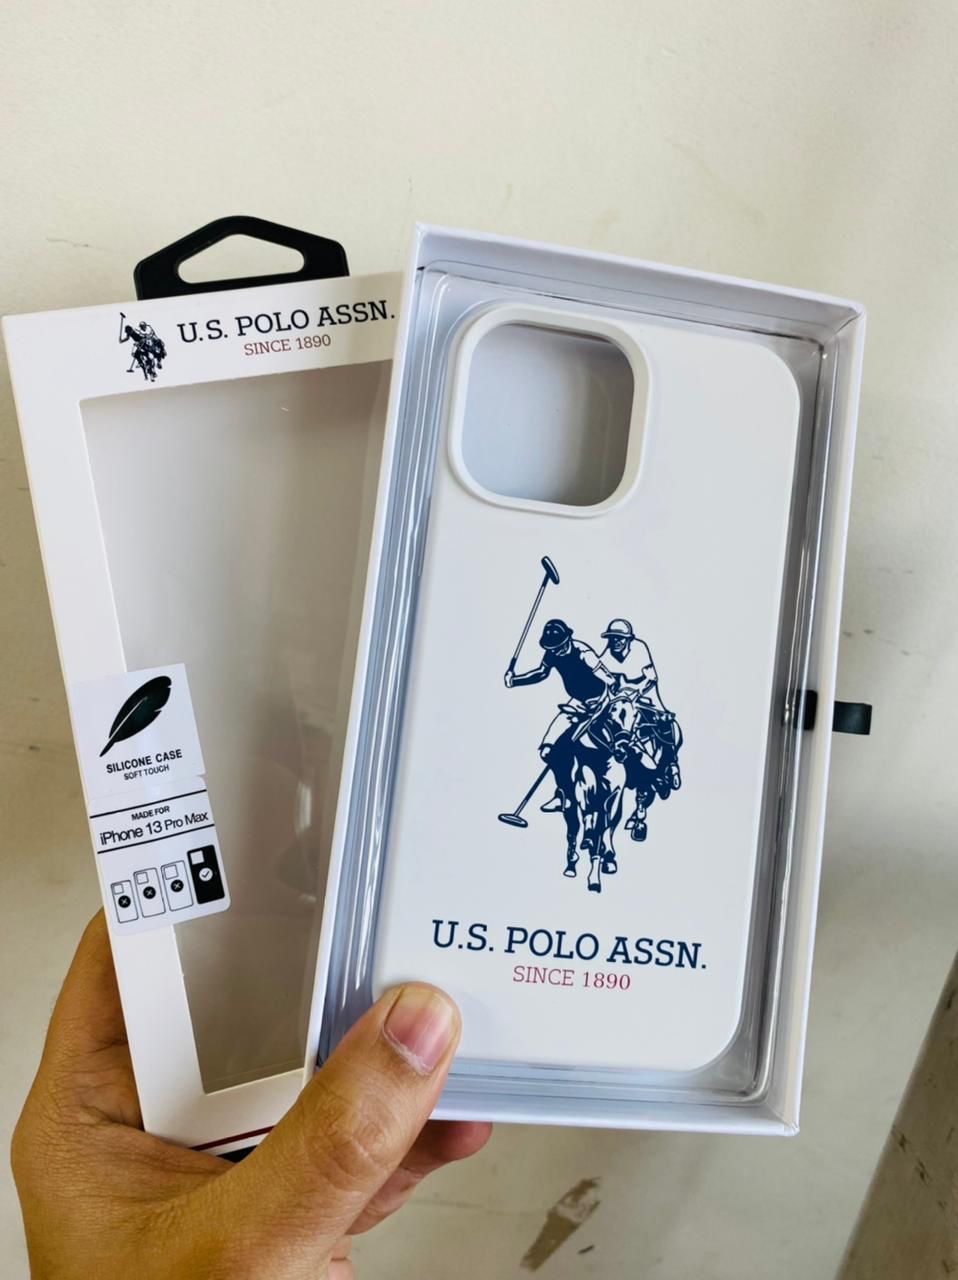 U.S. POLO ASSN.
SINCE 1890
SILICONE CASE
SOFT TOUCH
MADE FOR
iPhone 13 Pro Max
U.S. POLO ASSN.
SINCE 1890